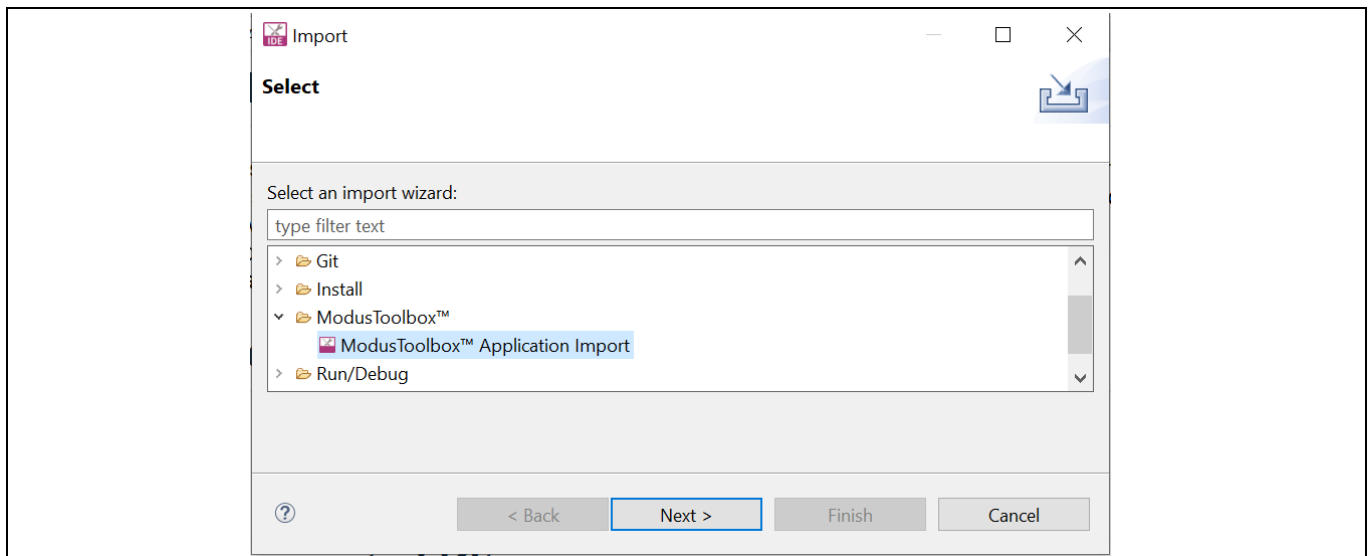 IDE Import
Select
Select an import wizard:
type filter text
Git
Install
ModusToolbox™
ModusToolbox™ Application Import
Run/Debug
? < Back Next > Finish Cancel